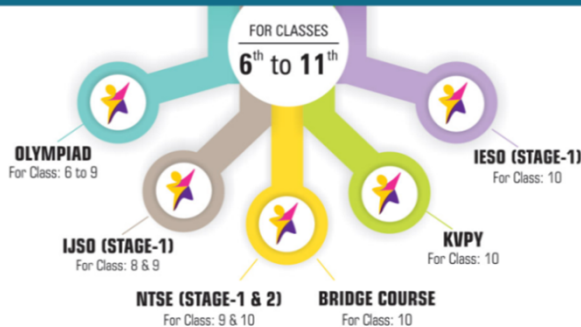 FOR CLASSES
6th to 11th
OLYMPIAD
For Class: 6 to 9
IESO (STAGE-1)
For Class: 10
IJSO (STAGE-1)
For Class: 8 & 9
KVPY
For Class: 10
NTSE (STAGE-1 & 2)
For Class: 9 & 10
BRIDGE COURSE
For Class: 10